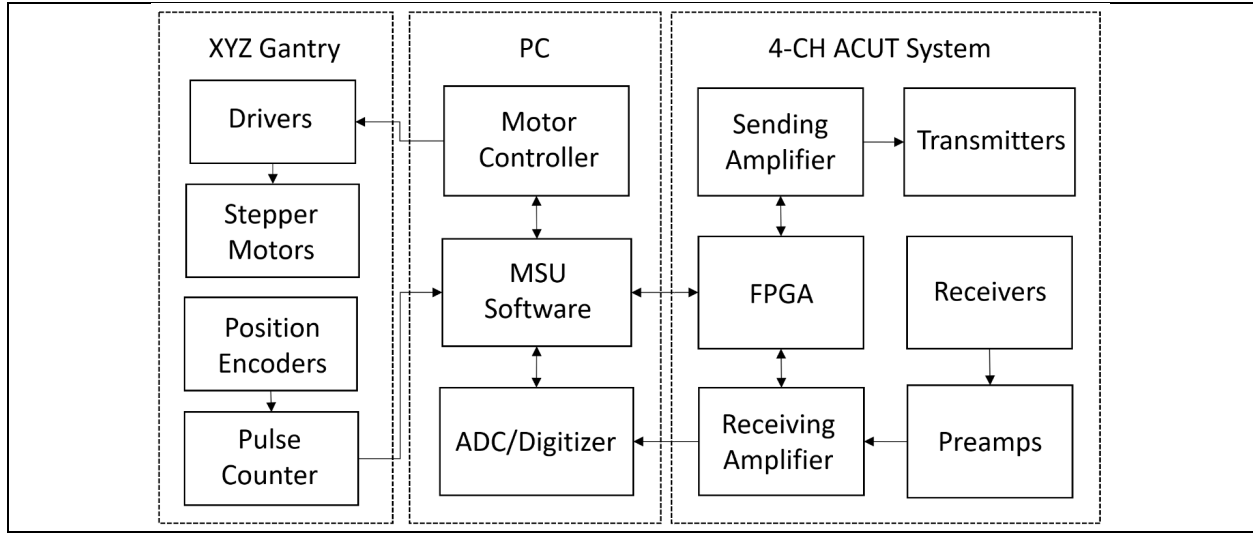 XYZ Gantry
Drivers
Stepper
Motors
Position
Encoders
Pulse
Counter
PC
Motor
Controller
MSU
Software
ADC/Digitizer
4-CH ACUT System
Sending
Amplifier
Transmitters
FPGA
Receivers
Receiving
Amplifier
Preamps